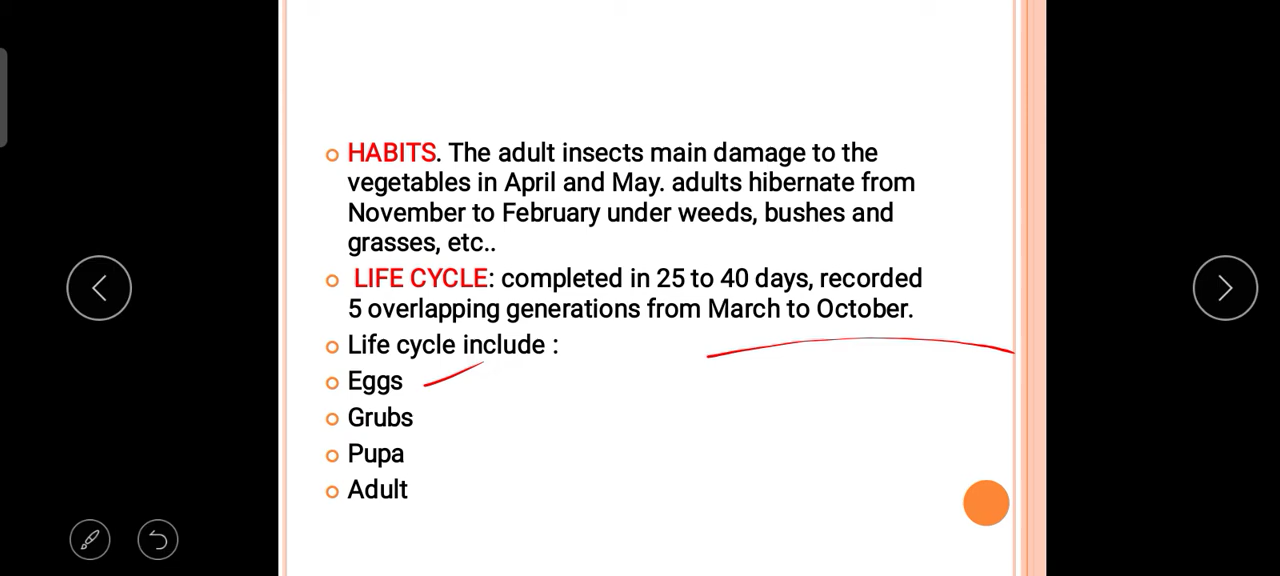 HABITS. The adult insects main damage to the
vegetables in April and May. adults hibernate from
November to February under weeds, bushes and
grasses, etc..
LIFE CYCLE: completed in 25 to 40 days, recorded
5 overlapping generations from March to October.
Life cycle include :
Eggs
Grubs
Pupa
Adult